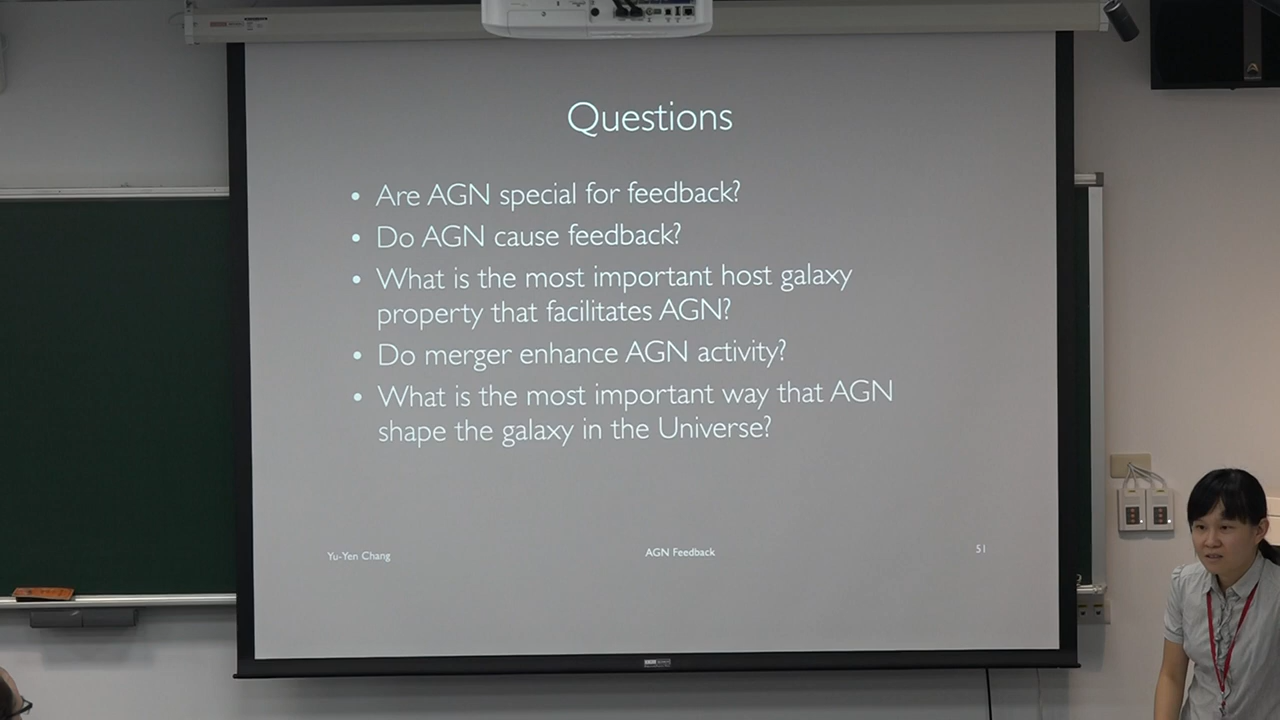 Questions
• Are AGN special for feedback?
• Do AGN cause feedback?
• What is the most important host galaxy
property that facilitates AGN?
• Do merger enhance AGN activity?
• What is the most important way that AGN
shape the galaxy in the Universe?
Yu-Yen Chang
AGN Feedback
51